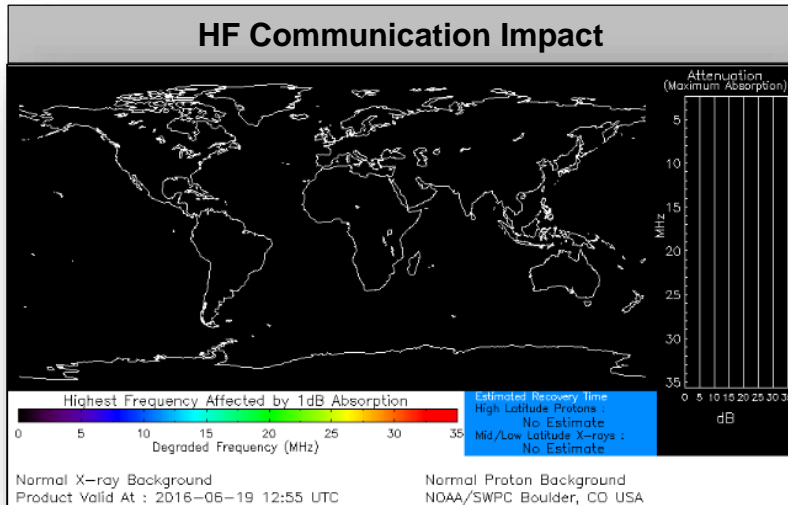 HF Communication Impact
Attenuation
(Maximum Absorption)
5
10
15
20
25
30
35
MHz
0 5 10 15 20 25 30 35
dB
Highest Frequency Affected by 1dB Absorption
0 5 10 15 20 25 30 35
Degraded Frequency (MHz)
Estimated Recovery Time
High Latitude Protons :
No Estimate
Mid/Low Latitude X-rays :
No Estimate
Normal X-ray Background
Product Valid At : 2016-06-19 12:55 UTC
Normal Proton Background
NOAA/SWPC Boulder, CO USA